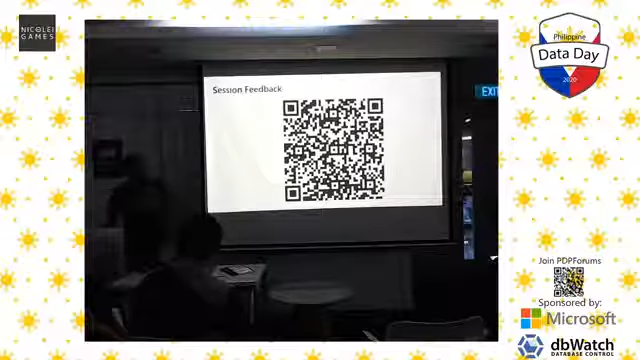 NICOLEI
GAMES
Philippine
Data Day
2020
Session Feedback
EXIT
Join PDPForums
Sponsored by:
Microsoft
dbWatch
DATABASE CONTROL